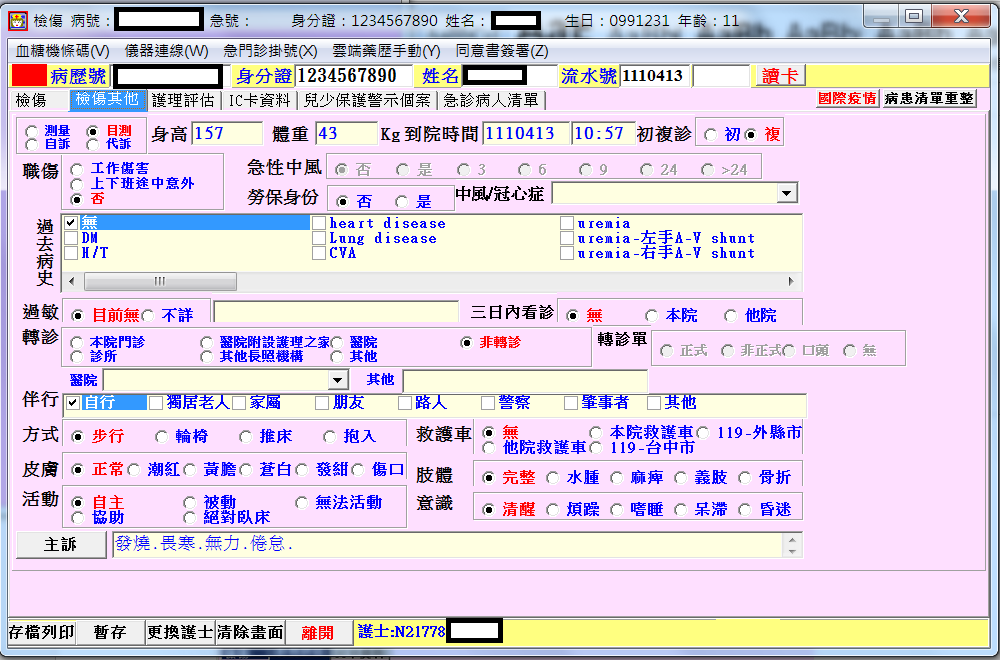 檢傷 病號： 急號： 身分證：1234567890 姓名： 生日：0991231 年齡：11
血糖機條碼(V) 儀器連線(W) 急門診掛號(X) 雲端藥歷手動(Y) 同意書簽署(Z)
病歷號 身分證 1234567890 姓名 流水號 1110413 讀卡
檢傷 檢傷其他 護理評估 IC卡資料 兒少保護警示個案 急診病人清單 國際疫情 病患清單重整
測量 目測 身高 157 體重 43 Kg 到院時間 1110413 10:57 初複診 初 複
自訴 代訴
職傷 工作傷害 急性中風 否 是 3 6 9 24 >24
上下班途中意外
否 勞保身份 否 是 中風/冠心症
過去病史 無 heart disease uremia
DM Lung disease uremia-左手A-V shunt
H/T CVA uremia-右手A-V shunt
過敏 目前無 不詳 三日內看診 無 本院 他院
轉診 本院門診 醫院附設護理之家 醫院 非轉診 轉診單 正式 非正式 口頭 無
診所 其他長照機構 其他
醫院 其他
伴行 自行 獨居老人 家屬 朋友 路人 警察 肇事者 其他
方式 步行 輪椅 推床 抱入 救護車 無 本院救護車 119-外縣市
他院救護車 119-台中市
皮膚 正常 潮紅 黃膽 蒼白 發紺 傷口 肢體 完整 水腫 麻痺 義肢 骨折
活動 自主 被動 無法活動 意識 清醒 煩躁 嗜睡 呆滯 昏迷
協助 絕對臥床
主訴 發燒.畏寒.無力.倦怠.
存檔列印 暫存 更換護士 清除畫面 離開 護士:N21778